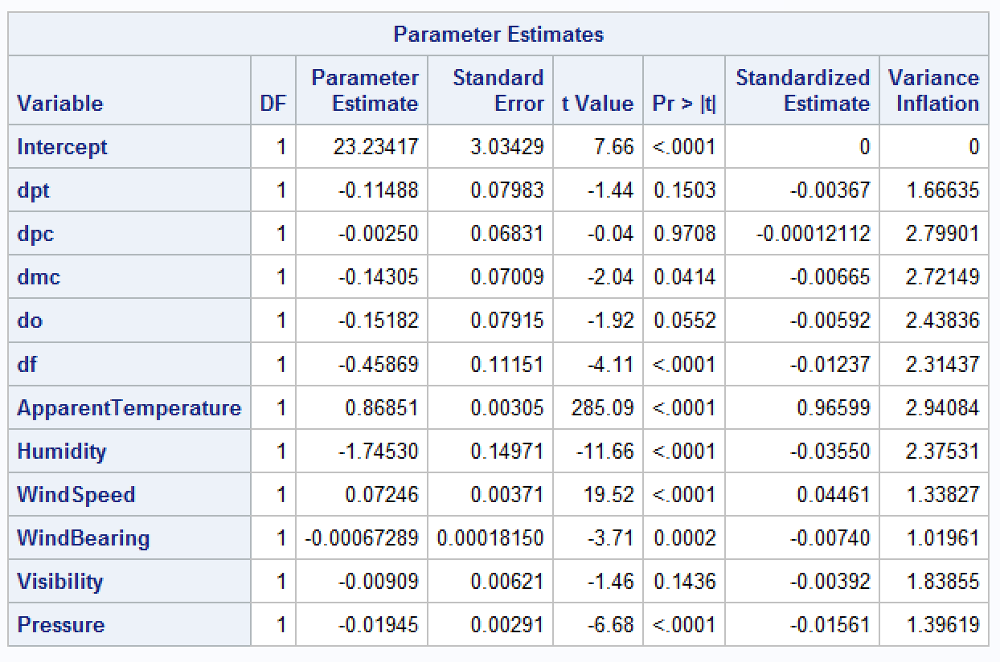 Parameter Estimates
Variable DF Parameter Estimate Standard Error t Value Pr > |t| Standardized Estimate Variance Inflation
Intercept 1 23.23417 3.03429 7.66 <.0001 0 0
dpt 1 -0.11488 0.07983 -1.44 0.1503 -0.00367 1.66635
dpc 1 -0.00250 0.06831 -0.04 0.9708 -0.00012112 2.79901
dmc 1 -0.14305 0.07009 -2.04 0.0414 -0.00665 2.72149
do 1 -0.15182 0.07915 -1.92 0.0552 -0.00592 2.43836
df 1 -0.45869 0.11151 -4.11 <.0001 -0.01237 2.31437
ApparentTemperature 1 0.86851 0.00305 285.09 <.0001 0.96599 2.94084
Humidity 1 -1.74530 0.14971 -11.66 <.0001 -0.03550 2.37531
WindSpeed 1 0.07246 0.00371 19.52 <.0001 0.04461 1.33827
WindBearing 1 -0.00067289 0.00018150 -3.71 0.0002 -0.00740 1.01961
Visibility 1 -0.00909 0.00621 -1.46 0.1436 -0.00392 1.83855
Pressure 1 -0.01945 0.00291 -6.68 <.0001 -0.01561 1.39619